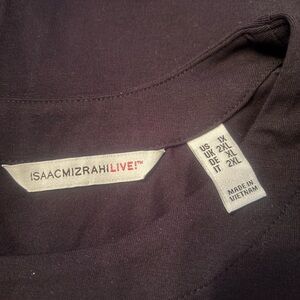 ISAACMIZRAHILIVE!™
US 1X
UK 2XL
DE XL
IT 2XL
MADE IN
VIETNAM